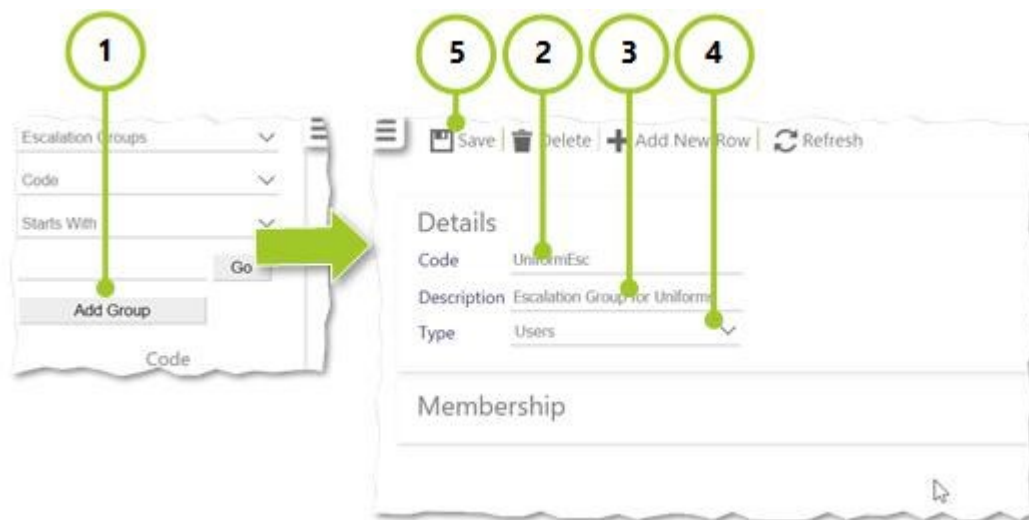 1
5 2 3 4
Escalation Groups
Code
Starts With
Go
Add Group
Code
Save Delete Add New Row Refresh
Details
Code UniformEsc
Description Escalation Group for Uniforms
Type Users
Membership